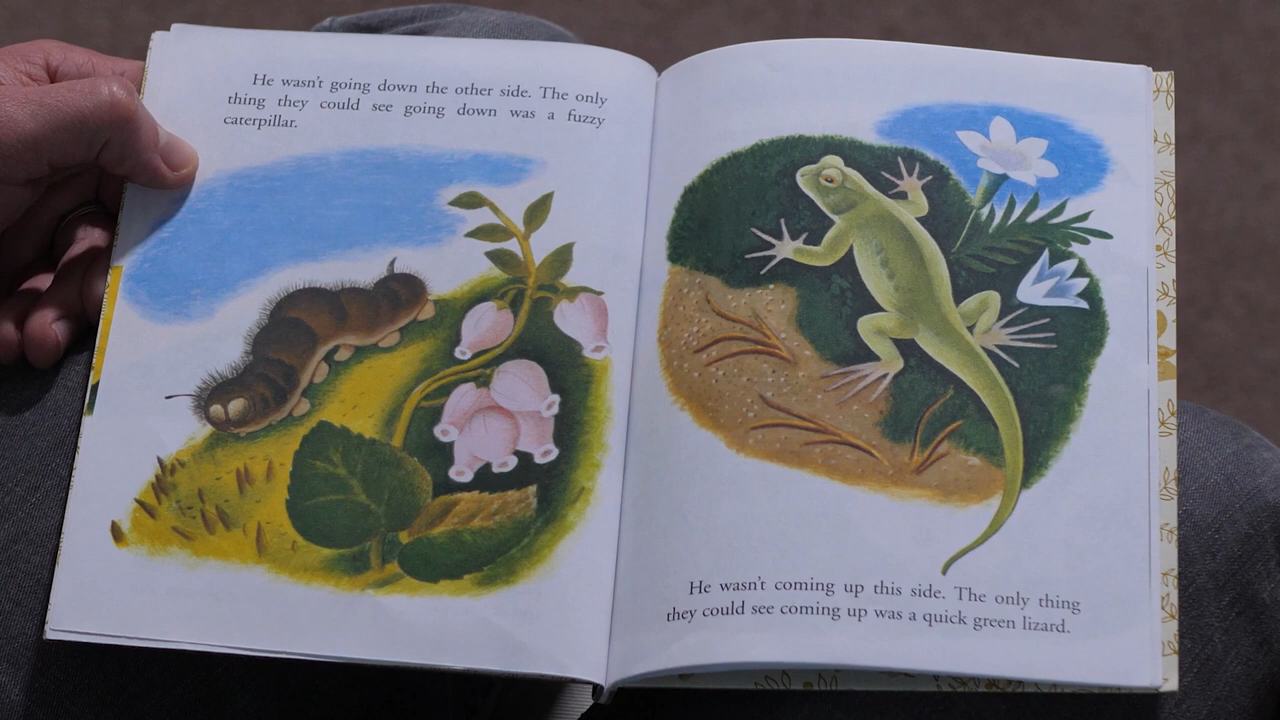 He wasn't going down the other side. The only
thing they could see going down was a fuzzy
caterpillar.
He wasn't coming up this side. The only thing
they could see coming up was a quick green lizard.